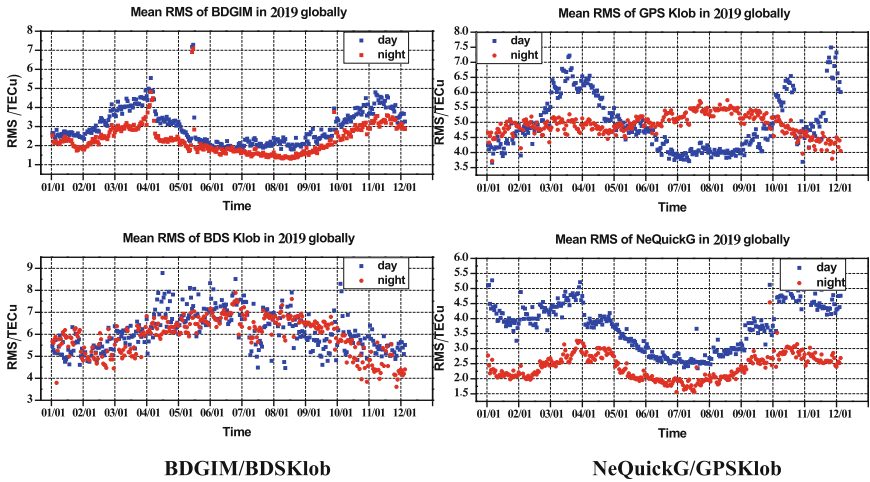 Mean RMS of BDGIM in 2019 globally
8
7
6
5
4
3
2
1
RMS /TECu)
day
night
01/01 02/01 03/01 04/01 05/01 06/01 07/01 08/01 09/01 10/01 11/01 12/01
Time
Mean RMS of GPS Klob in 2019 globally
8.0
7.5
7.0
6.5
6.0
5.5
5.0
4.5
4.0
3.5
RMS/TECu)
day
night
01/01 02/01 03/01 04/01 05/01 06/01 07/01 08/01 09/01 10/01 11/01 12/01
Time
Mean RMS of BDS Klob in 2019 globally
9
8
7
6
5
4
3
RMS/TECu
day
night
01/01 02/01 03/01 04/01 05/01 06/01 07/01 08/01 09/01 10/01 11/01 12/01
Time
Mean RMS of NeQuickG in 2019 globally
6.0
5.5
5.0
4.5
4.0
3.5
3.0
2.5
2.0
1.5
RMS/TECu
day
night
01/01 02/01 03/01 04/01 05/01 06/01 07/01 08/01 09/01 10/01 11/01 12/01
Time
BDGIM/BDSKlob
NeQuickG/GPSKlob